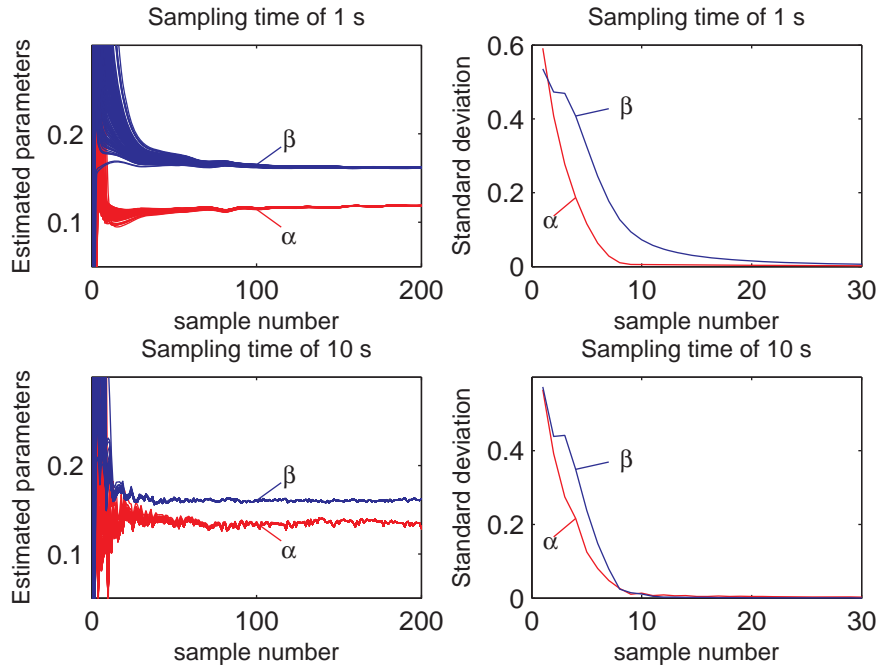 Sampling time of 1 s
Estimated parameters
0.2
0.1
β
α
0
100
200
sample number
Sampling time of 1 s
Standard deviation
0.6
0.4
0.2
0
β
α
0
10
20
30
sample number
Sampling time of 10 s
Estimated parameters
0.2
0.1
β
α
0
100
200
sample number
Sampling time of 10 s
Standard deviation
0.4
0.2
0
β
α
0
10
20
30
sample number